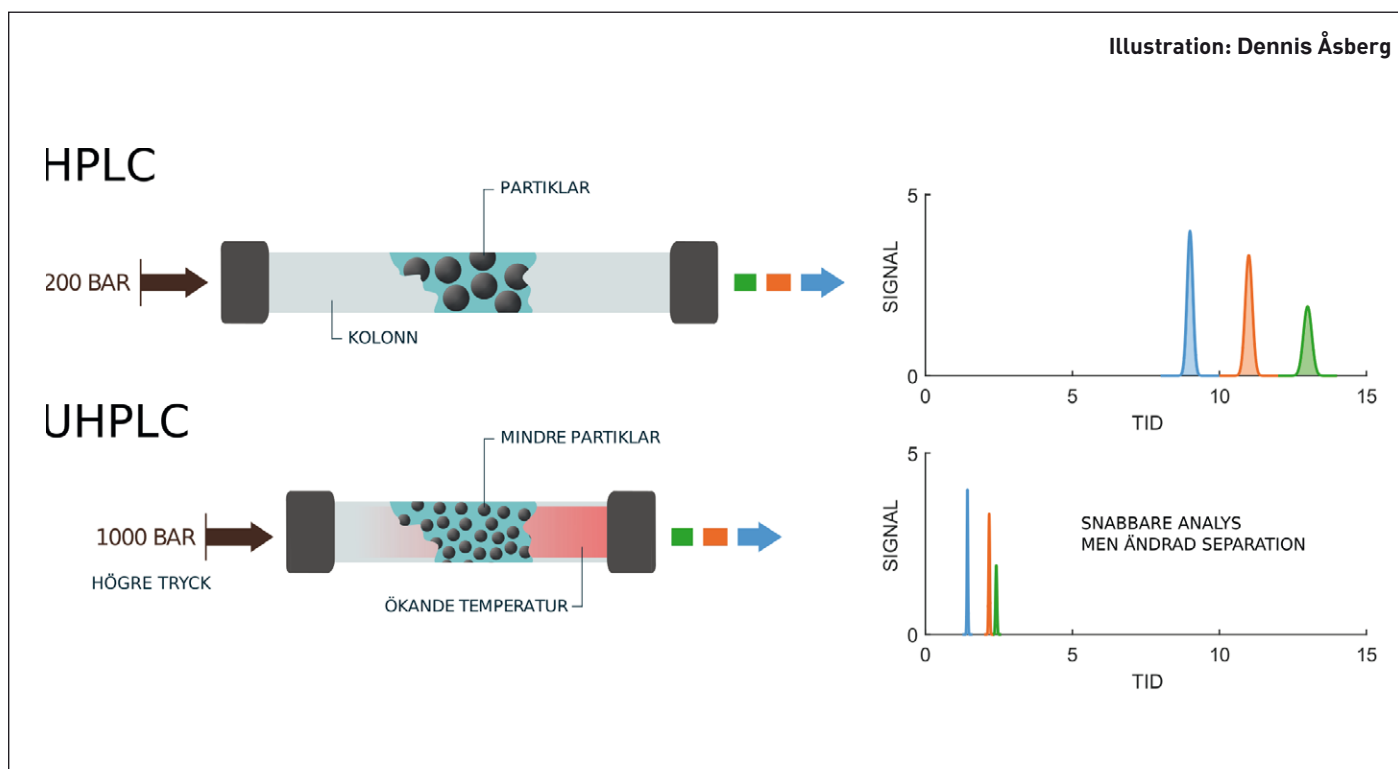 Illustration: Dennis Åsberg
HPLC
PARTIKLAR
200 BAR
KOLONN
5
SIGNAL
0
0
5
10
15
TID
UHPLC
MINDRE PARTIKLAR
1000 BAR
HÖGRE TRYCK
ÖKANDE TEMPERATUR
5
SIGNAL
SNABBARE ANALYS
MEN ÄNDRAD SEPARATION
0
0
5
10
15
TID